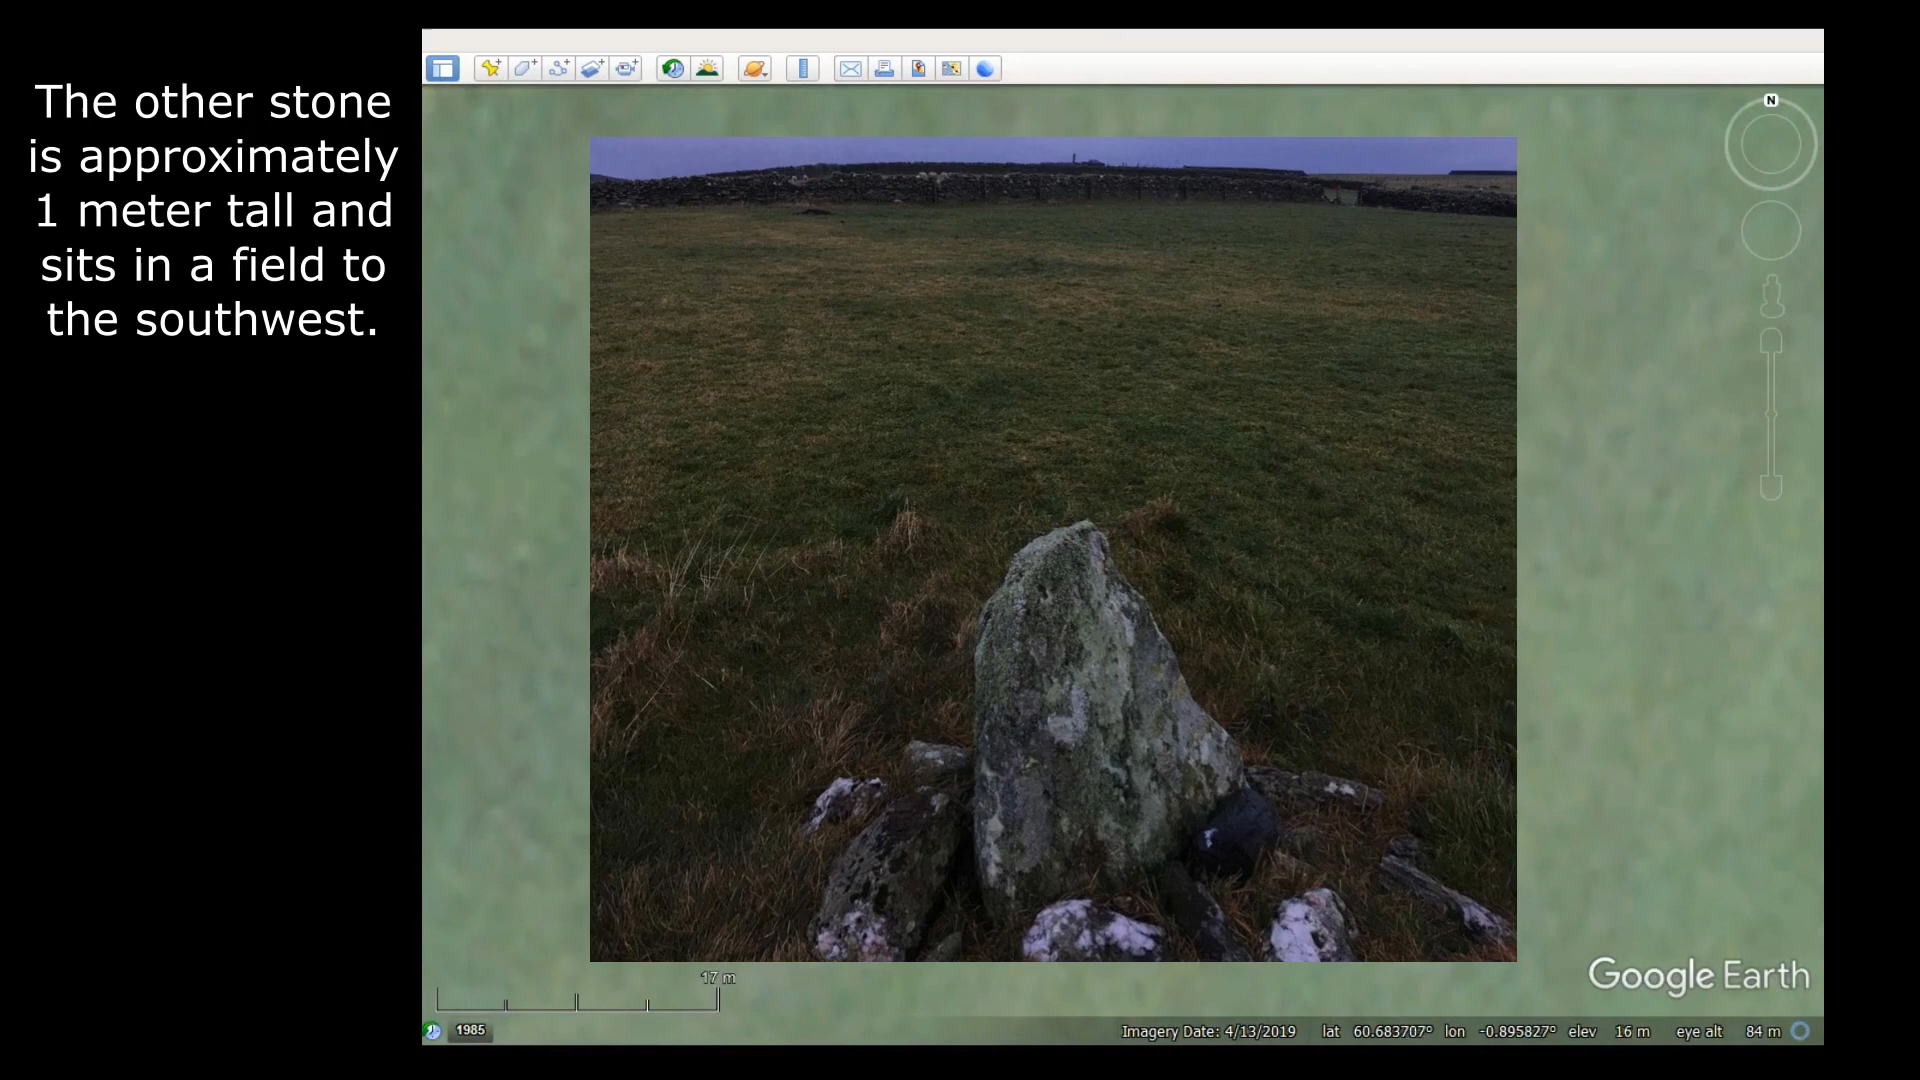 The other stone
is approximately
1 meter tall and
sits in a field to
the southwest.
N
17 m
Google Earth
1985
Imagery Date: 4/13/2019 lat 60.683707° lon -0.895827° elev 16 m eye alt 84 m